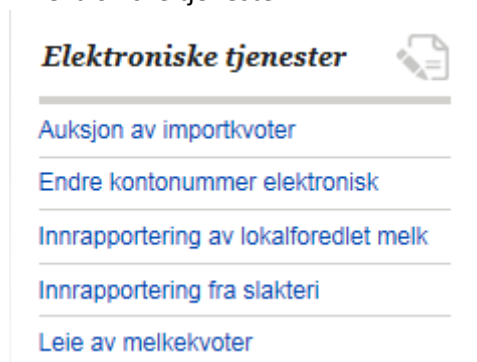 Elektroniske tjenester
Auksjon av importkvoter
Endre kontonummer elektronisk
Innrapportering av lokalforedlet melk
Innrapportering fra slakteri
Leie av melkekvoter